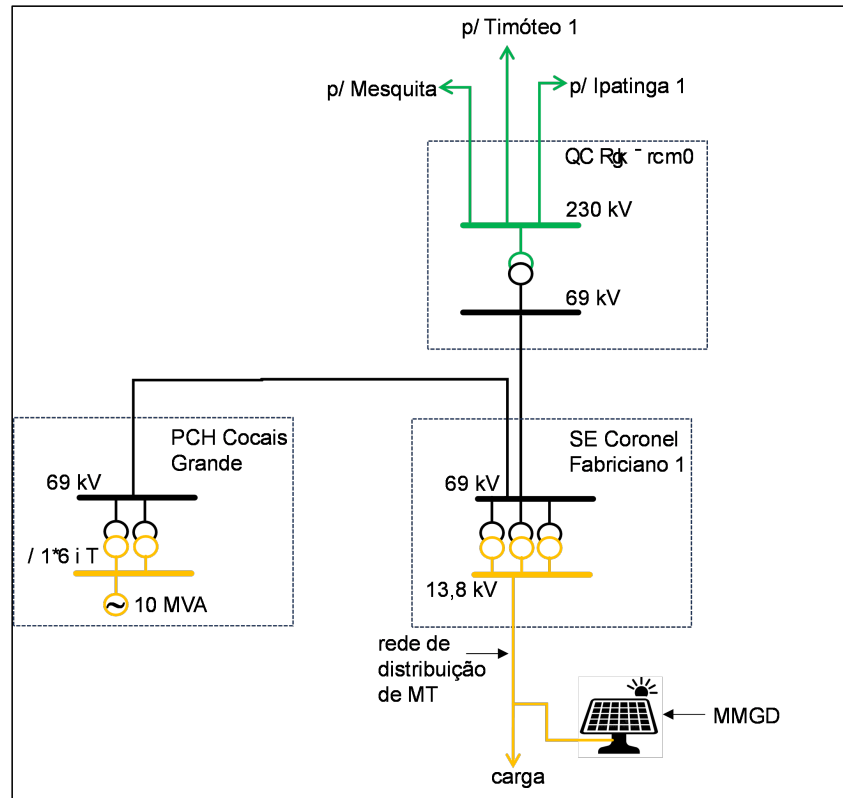 p/ Timóteo 1
p/ Mesquita
p/ Ipatinga 1
230 kV
69 kV
PCH Cocais
Grande
69 kV
10 MVA
SE Coronel
Fabriciano 1
69 kV
13,8 kV
rede de
distribuição
de MT
MMGD
carga